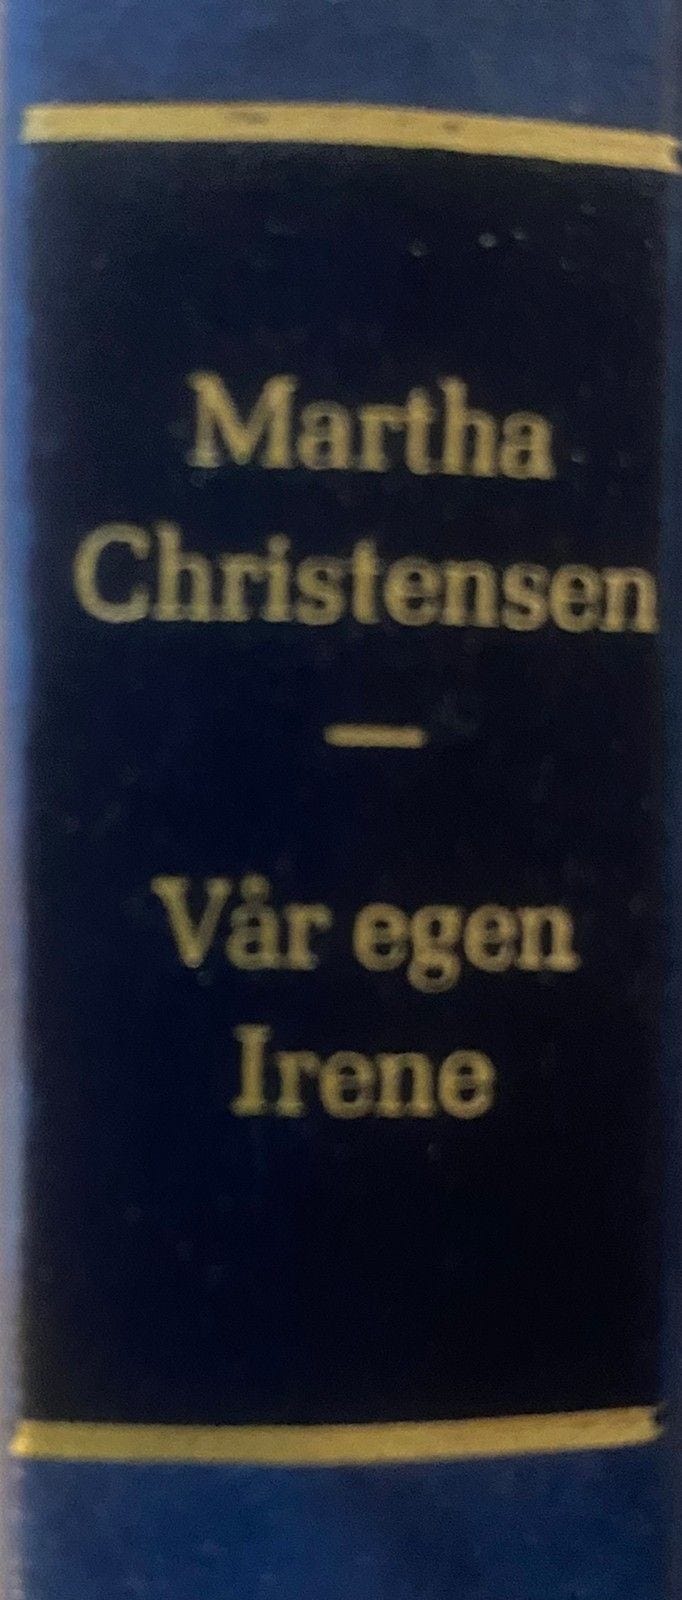 Martha
Christensen
—
Vår egen
Irene